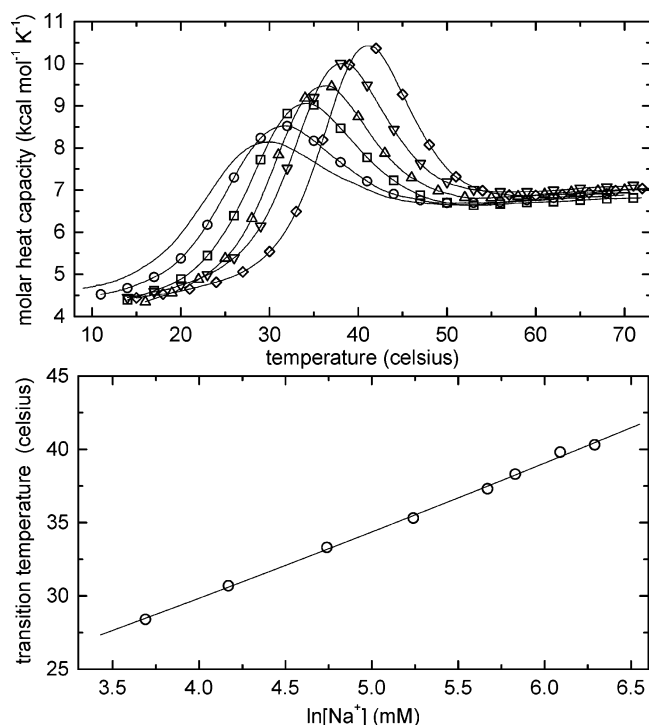 molar heat capacity (kcal mol⁻¹ K⁻¹)
11
10
9
8
7
6
5
4
10 20 30 40 50 60 70
temperature (celsius)
transition temperature (celsius)
45
40
35
30
25
3.5 4.0 4.5 5.0 5.5 6.0 6.5
ln[Na⁺] (mM)